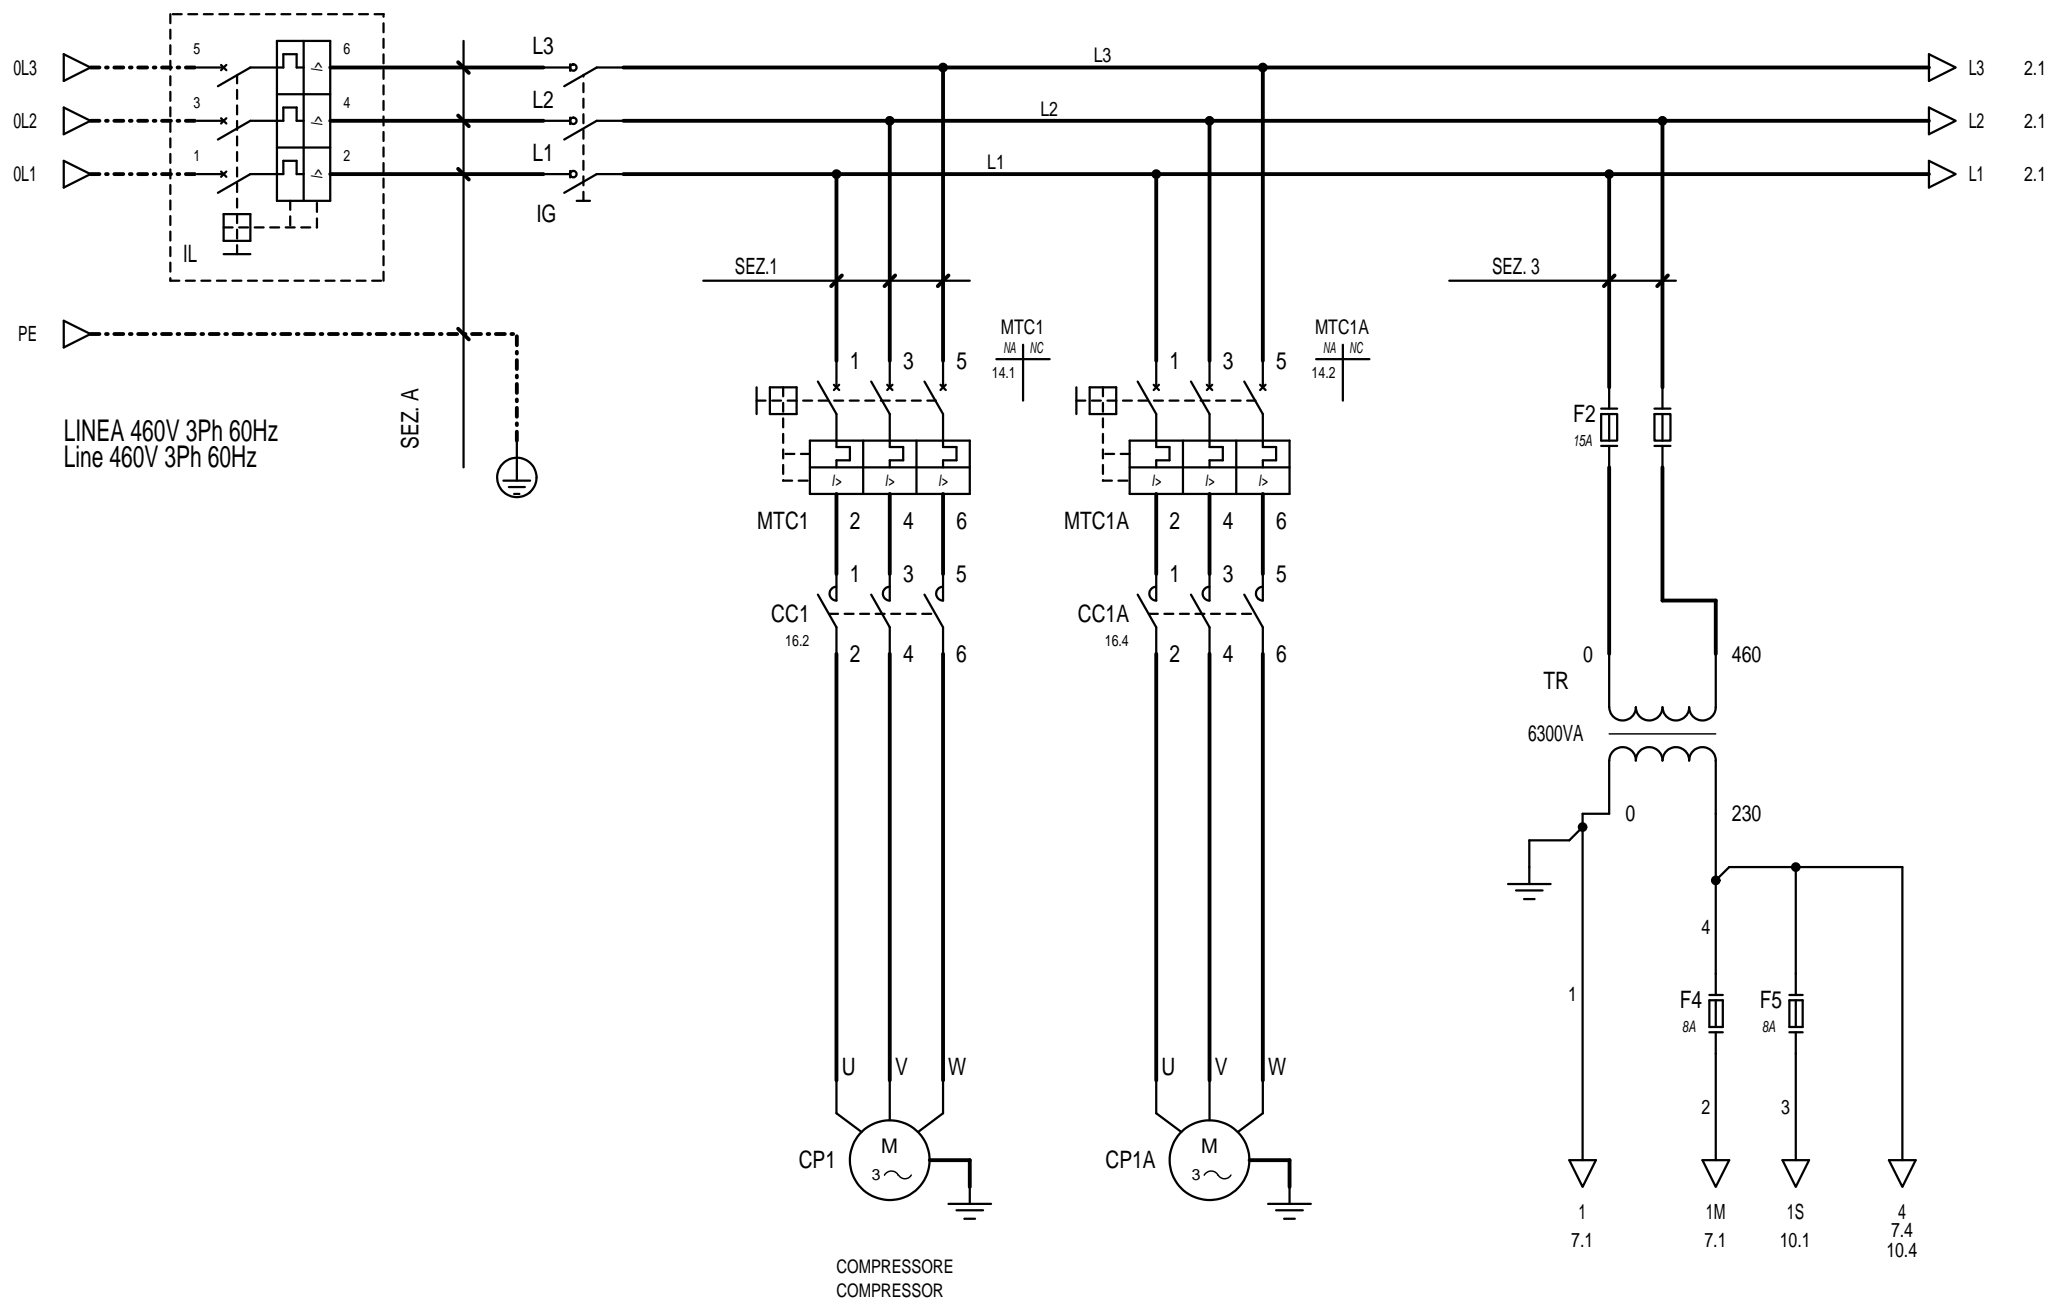 5 6 L3 L3
0L3 L3 2.1
3 4 L2 L2
0L2 L2 2.1
1 2 L1 L1
0L1 L1 2.1
IG
IL
SEZ.1 SEZ. 3
PE
MTC1 MTC1A
NA NC NA NC
1 3 5 14.1 1 3 5 14.2
SEZ. A
F2
15A
LINEA 460V 3Ph 60Hz
Line 460V 3Ph 60Hz
I> I> I> I> I> I>
MTC1 2 4 6 MTC1A 2 4 6
1 3 5 1 3 5
CC1 CC1A
16.2 16.4
2 4 6 2 4 6 0 460
TR
6300VA
0 230
4
1 F4 F5
8A 8A
U V W U V W
2 3
M M
CP1 CP1A
3 3
1 1M 1S 4
7.1 7.1 10.1 7.4
10.4
COMPRESSORE
COMPRESSOR